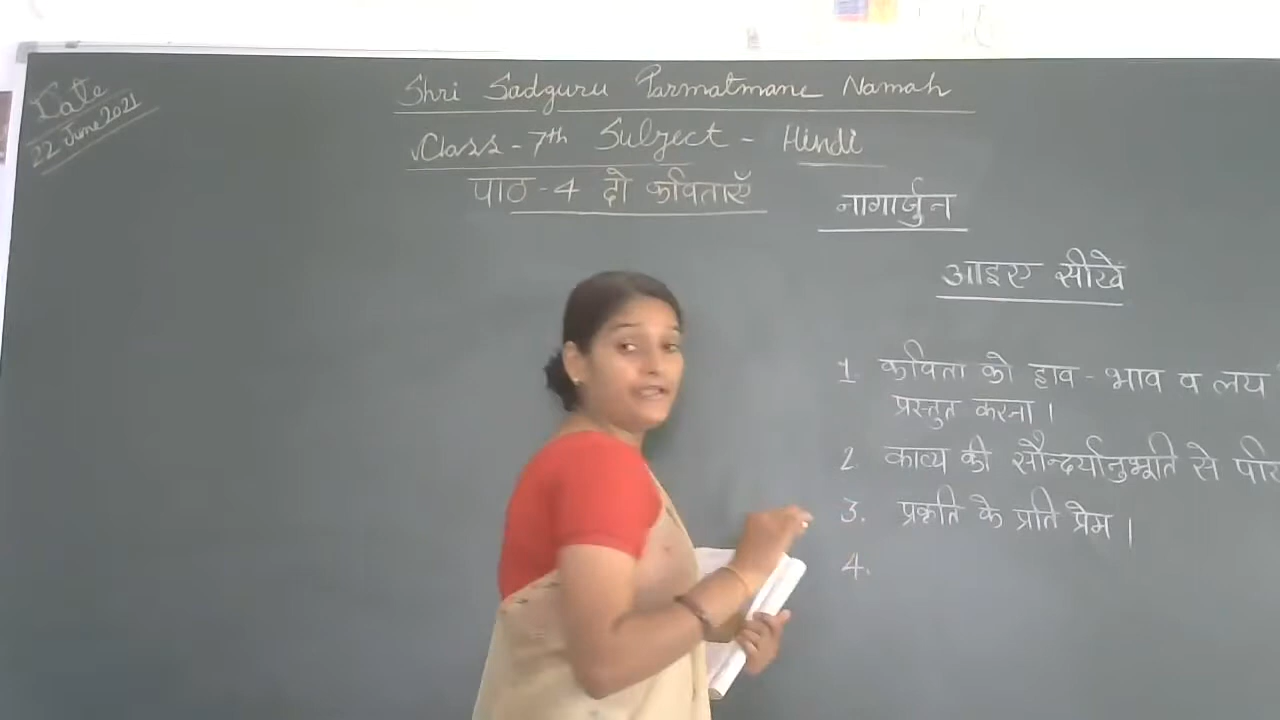 Date
22 June 2021
Shri Sadguru Parmatmane Namah
Class - 7th Subject - Hindi
पाठ - 4 दो कविताएँ
नागार्जुन
आइए सीखें
1. कविता को हाव - भाव व लय
प्रस्तुत करना ।
2. काव्य की सौन्दर्यानुभूति से
3. प्रकृति के प्रति प्रेम ।
4.